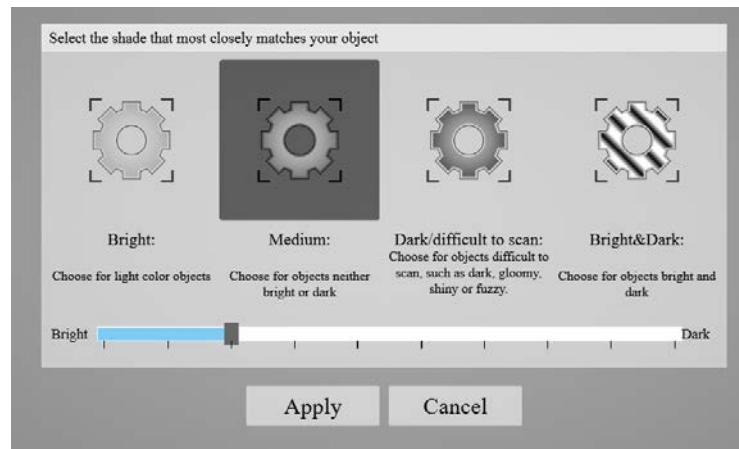 Select the shade that most closely matches your object
Bright:
Choose for light color objects
Medium:
Choose for objects neither
bright or dark
Dark/difficult to scan:
Choose for objects difficult to
scan, such as dark, gloomy,
shiny or fuzzy.
Bright&Dark:
Choose for objects bright and
dark
Bright
Dark
Apply
Cancel